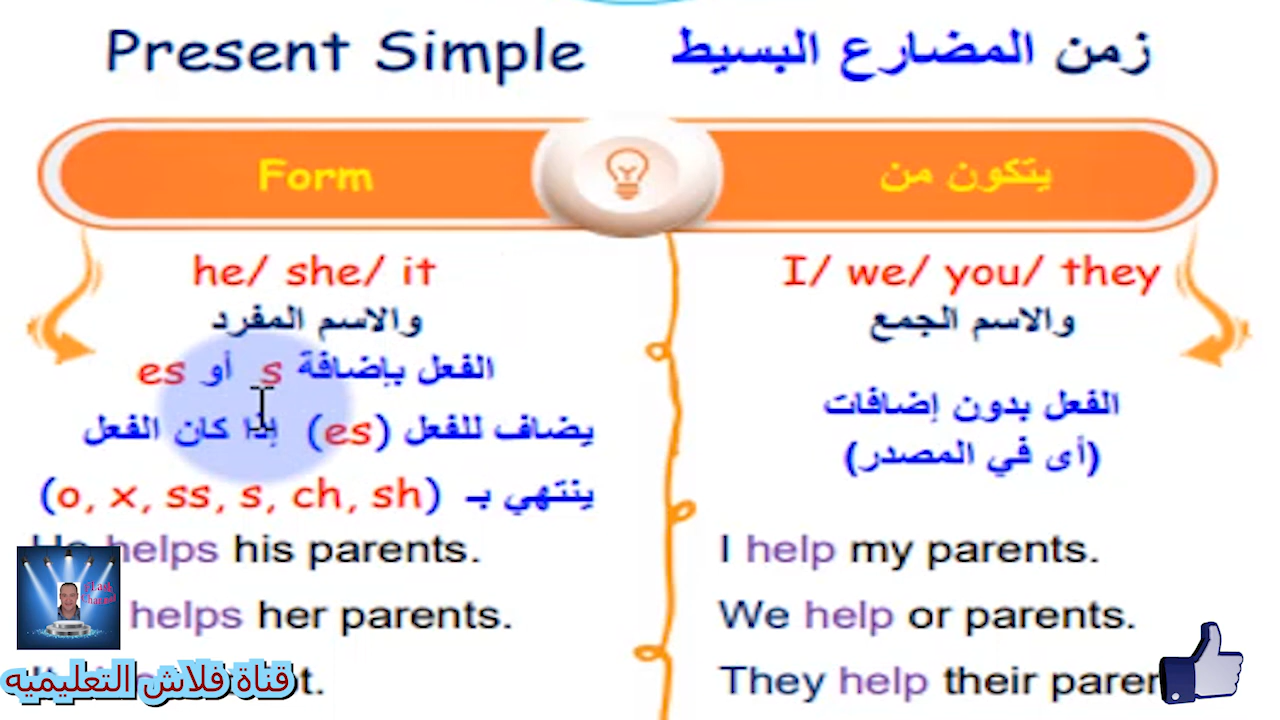 Present Simple زمن المضارع البسيط
Form يتكون من
he/ she/ it
والاسم المفرد
الفعل بإضافة s أو es
يضاف للفعل (es) إذا كان الفعل
ينتهي بـ (o, x, ss, s, ch, sh)
He helps his parents.
helps her parents.
I/ we/ you/ they
والاسم الجمع
الفعل بدون إضافات
(أى في المصدر)
I help my parents.
We help or parents.
They help their paren
قناة فلاش التعليميه